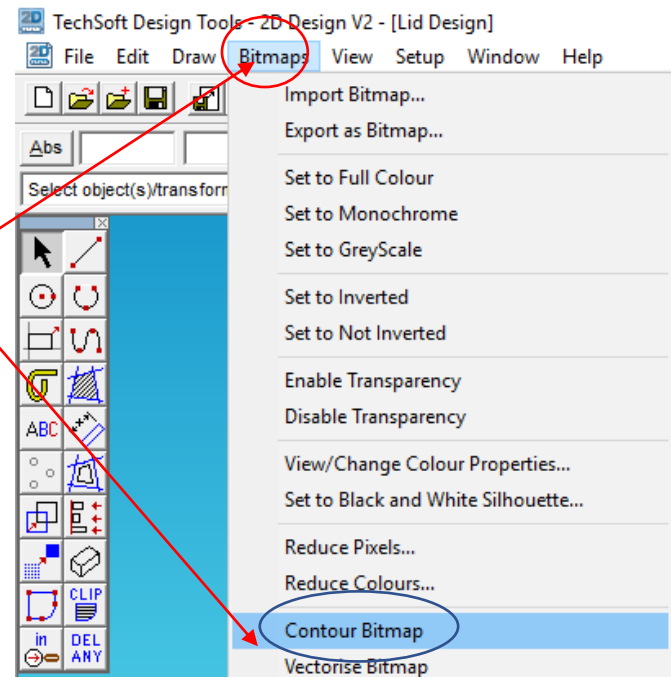 TechSoft Design Tools - 2D Design V2 - [Lid Design]
File Edit Draw Bitmaps View Setup Window Help
Import Bitmap...
Export as Bitmap...
Abs
Set to Full Colour
Select object(s)/transform
Set to Monochrome
Set to GreyScale
Set to Inverted
Set to Not Inverted
Enable Transparency
Disable Transparency
ABC
View/Change Colour Properties...
Set to Black and White Silhouette...
Reduce Pixels...
Reduce Colours...
CLIP
Contour Bitmap
in DEL
ANY
Vectorise Bitmap